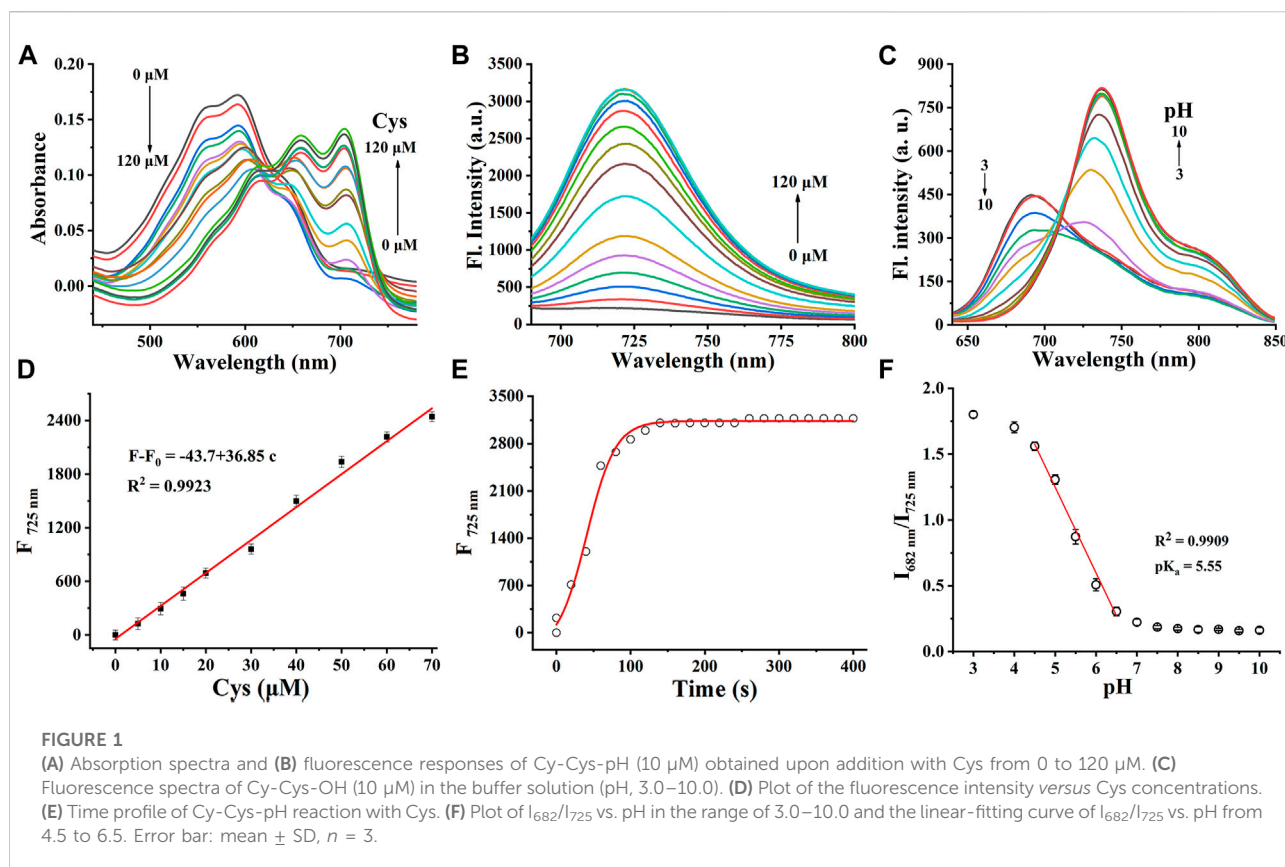 A
0.20
0.15
0.10
0.05
0.00
Absorbance
0 µM
120 µM
Cys
120 µM
0 µM
500
600
700
Wavelength (nm)
B
3500
3000
2500
2000
1500
1000
500
0
Fl. Intensity (a.u.)
120 µM
0 µM
700
725
750
775
800
Wavelength (nm)
C
900
750
600
450
300
150
0
Fl. intensity (a. u.)
3
10
pH
10
3
650
700
750
800
850
Wavelength (nm)
D
2400
1800
1200
600
0
F 725 nm
F-F₀ = -43.7+36.85 c
R² = 0.9923
0
10
20
30
40
50
60
70
Cys (µM)
E
3500
2800
2100
1400
700
0
F 725 nm
0
100
200
300
400
Time (s)
F
2.0
1.5
1.0
0.5
0.0
I682 nm/I725 nm
R² = 0.9909
pKa = 5.55
3
4
5
6
7
8
9
10
pH
FIGURE 1
(A) Absorption spectra and (B) fluorescence responses of Cy-Cys-pH (10 µM) obtained upon addition with Cys from 0 to 120 µM. (C)
Fluorescence spectra of Cy-Cys-OH (10 µM) in the buffer solution (pH, 3.0–10.0). (D) Plot of the fluorescence intensity versus Cys concentrations.
(E) Time profile of Cy-Cys-pH reaction with Cys. (F) Plot of I₆₈₂/I₇₂₅ vs. pH in the range of 3.0–10.0 and the linear-fitting curve of I₆₈₂/I₇₂₅ vs. pH from
4.5 to 6.5. Error bar: mean ± SD, n = 3.